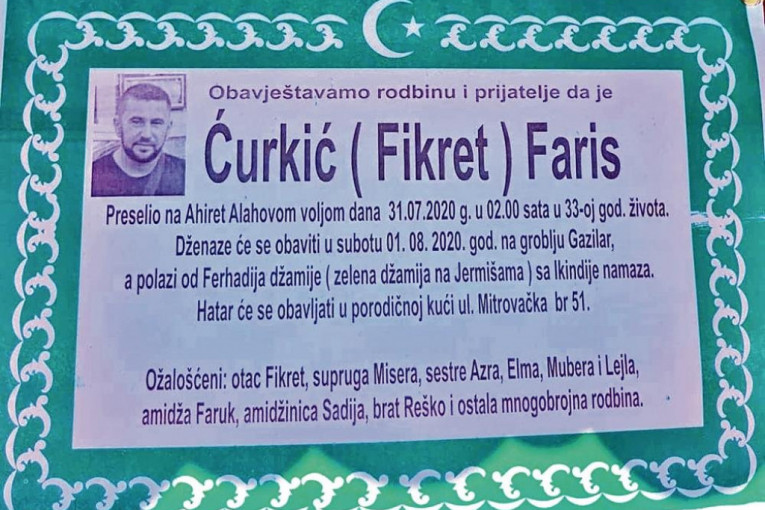 Obavještavamo rodbinu i prijatelje da je
Ćurkić ( Fikret ) Faris
Preselio na Ahiret Alahovom voljom dana 31.07.2020 g. u 02.00 sata u 33-oj god. života.
Dženaze će se obaviti u subotu 01. 08. 2020. god. na groblju Gazilar,
a polazi od Ferhadija džamije ( zelena džamija na Jermišama ) sa Ikindije namaza.
Hatar će se obavljati u porodičnoj kući ul. Mitrovačka br 51.
Ožalošćeni: otac Fikret, supruga Misera, sestre Azra, Elma, Mubera i Lejla,
amidža Faruk, amidžinica Sadija, brat Reško i ostala mnogobrojna rodbina.